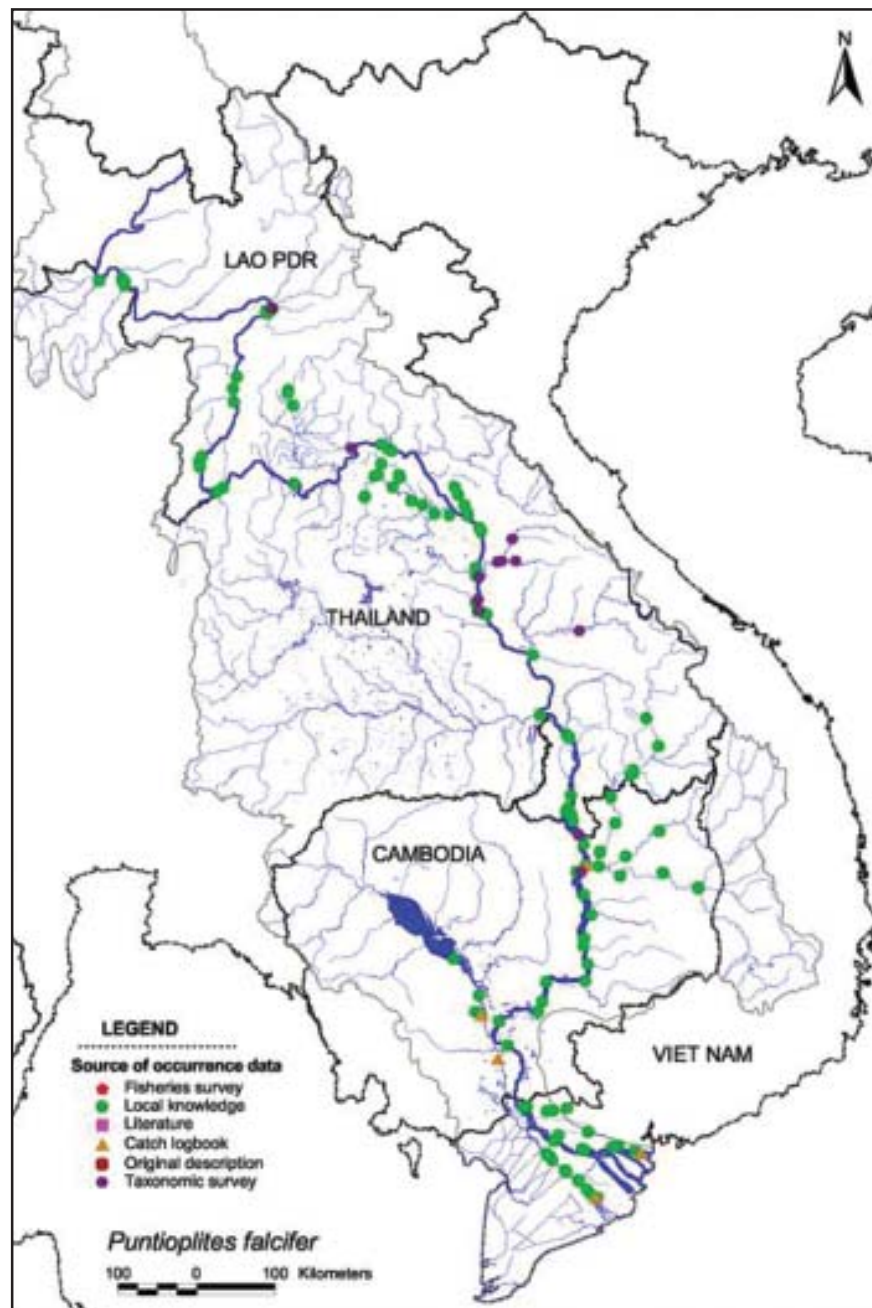 N
LAO PDR
THAILAND
CAMBODIA
VIET NAM
LEGEND
Source of occurrence data
Fisheries survey
Local knowledge
Literature
Catch logbook
Original description
Taxonomic survey
Puntioplites falcifer
100 0 100 Kilometers